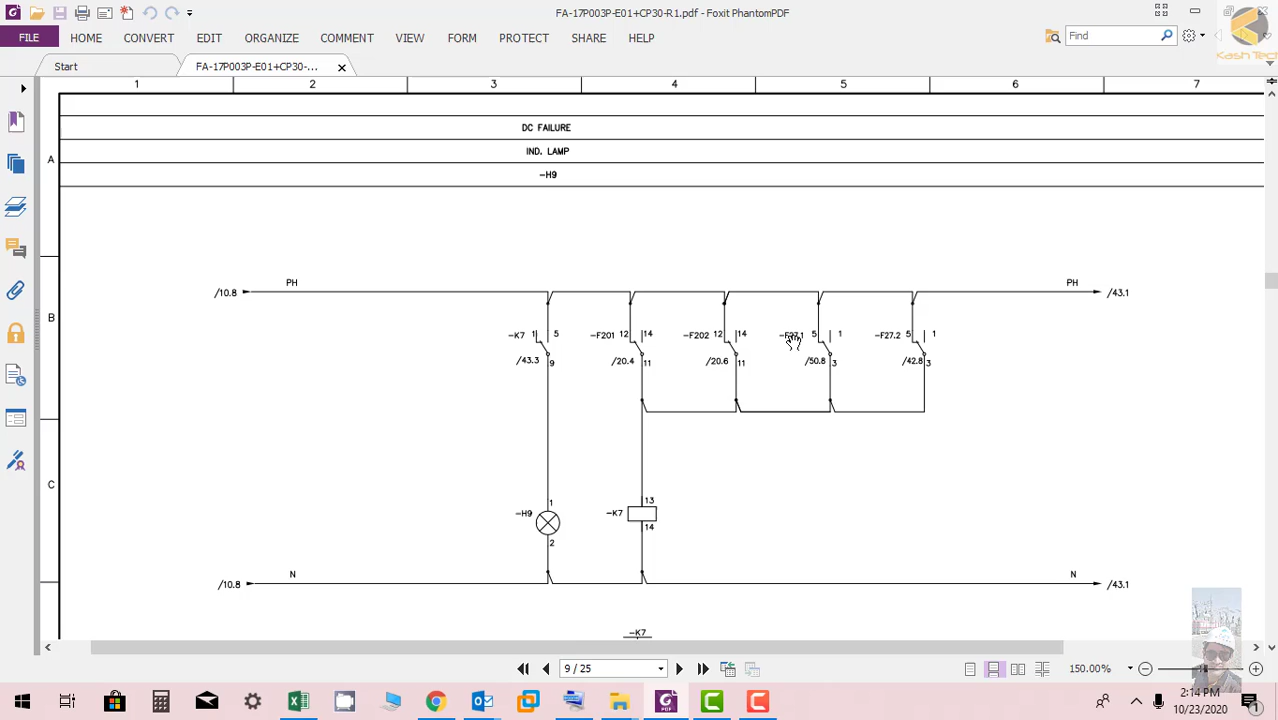 FA-17P003P-E01+CP30-R1.pdf - Foxit PhantomPDF
FILE HOME CONVERT EDIT ORGANIZE COMMENT VIEW FORM PROTECT SHARE HELP Find
Kash Tech
Start FA-17P003P-E01+CP30-...
1 2 3 4 5 6 7
DC FAILURE
A
IND. LAMP
-H9
PH PH
/10.8 /43.1
B
-K7 1 5 -F201 12 14 -F202 12 14 5 1 -F27.2 5 1
/43.3 9 /20.4 11 /20.6 11 /50.8 3 /42.8 3
C
1 13
-H9 -K7
2 14
N N
/10.8 /43.1
-K7
9 / 25 150.00%
2:14 PM
10/23/2020
1